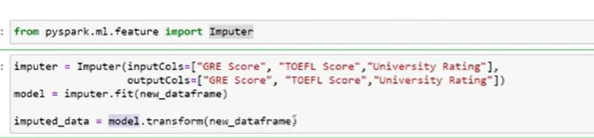 : from pyspark.ml.feature import Imputer
: imputer = Imputer(inputCols=["GRE Score", "TOEFL Score","University Rating"],
outputCols=["GRE Score", "TOEFL Score","University Rating"])
model = imputer.fit(new_dataframe)
imputed_data = model.transform(new_dataframe)